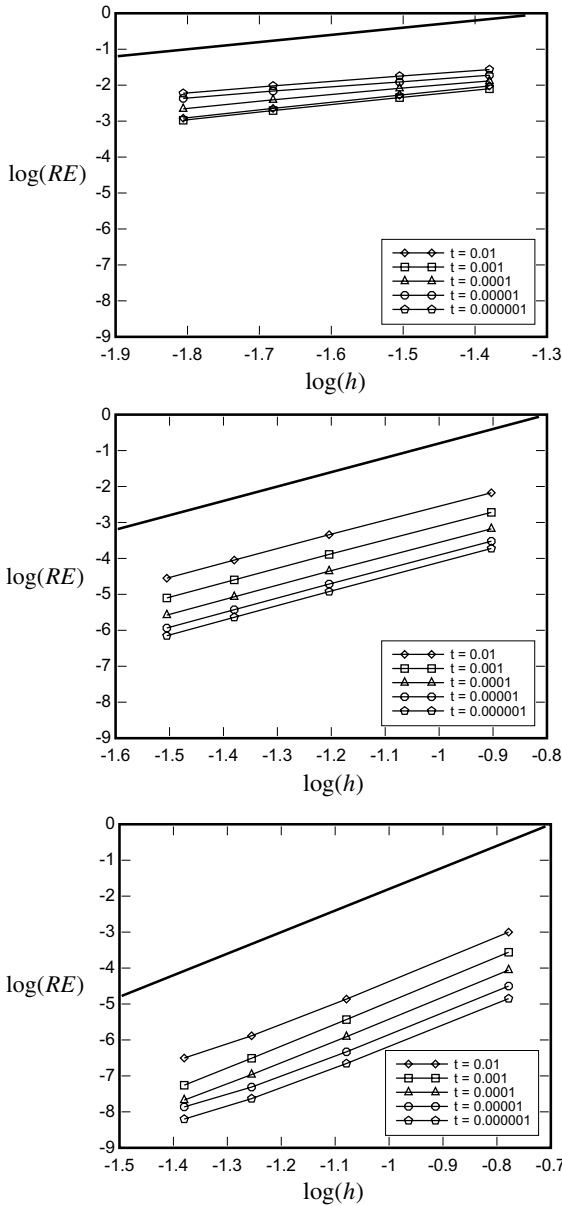 0
-1
-2
-3
-4
-5
-6
-7
-8
-9
log(RE)
t = 0.01
t = 0.001
t = 0.0001
t = 0.00001
t = 0.000001
-1.9 -1.8 -1.7 -1.6 -1.5 -1.4 -1.3
log(h)
0
-1
-2
-3
-4
-5
-6
-7
-8
-9
log(RE)
t = 0.01
t = 0.001
t = 0.0001
t = 0.00001
t = 0.000001
-1.6 -1.5 -1.4 -1.3 -1.2 -1.1 -1 -0.9 -0.8
log(h)
0
-1
-2
-3
-4
-5
-6
-7
-8
-9
log(RE)
t = 0.01
t = 0.001
t = 0.0001
t = 0.00001
t = 0.000001
-1.5 -1.4 -1.3 -1.2 -1.1 -1 -0.9 -0.8 -0.7
log(h)